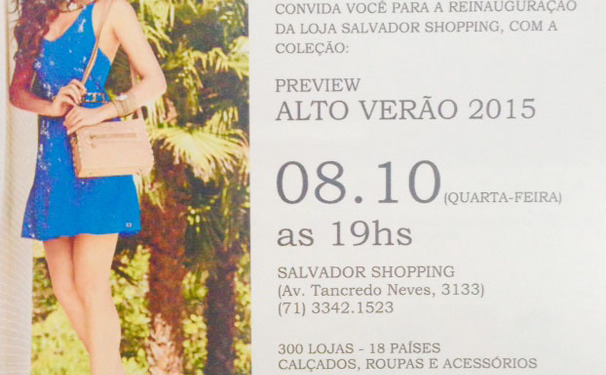 CONVIDA VOCÊ PARA A REINAUGURAÇÃO
DA LOJA SALVADOR SHOPPING, COM A
COLEÇÃO:
PREVIEW
ALTO VERÃO 2015
08.10 (QUARTA-FEIRA)
as 19hs
SALVADOR SHOPPING
(Av. Tancredo Neves, 3133)
(71) 3342.1523
300 LOJAS - 18 PAÍSES
CALÇADOS, ROUPAS E ACESSÓRIOS